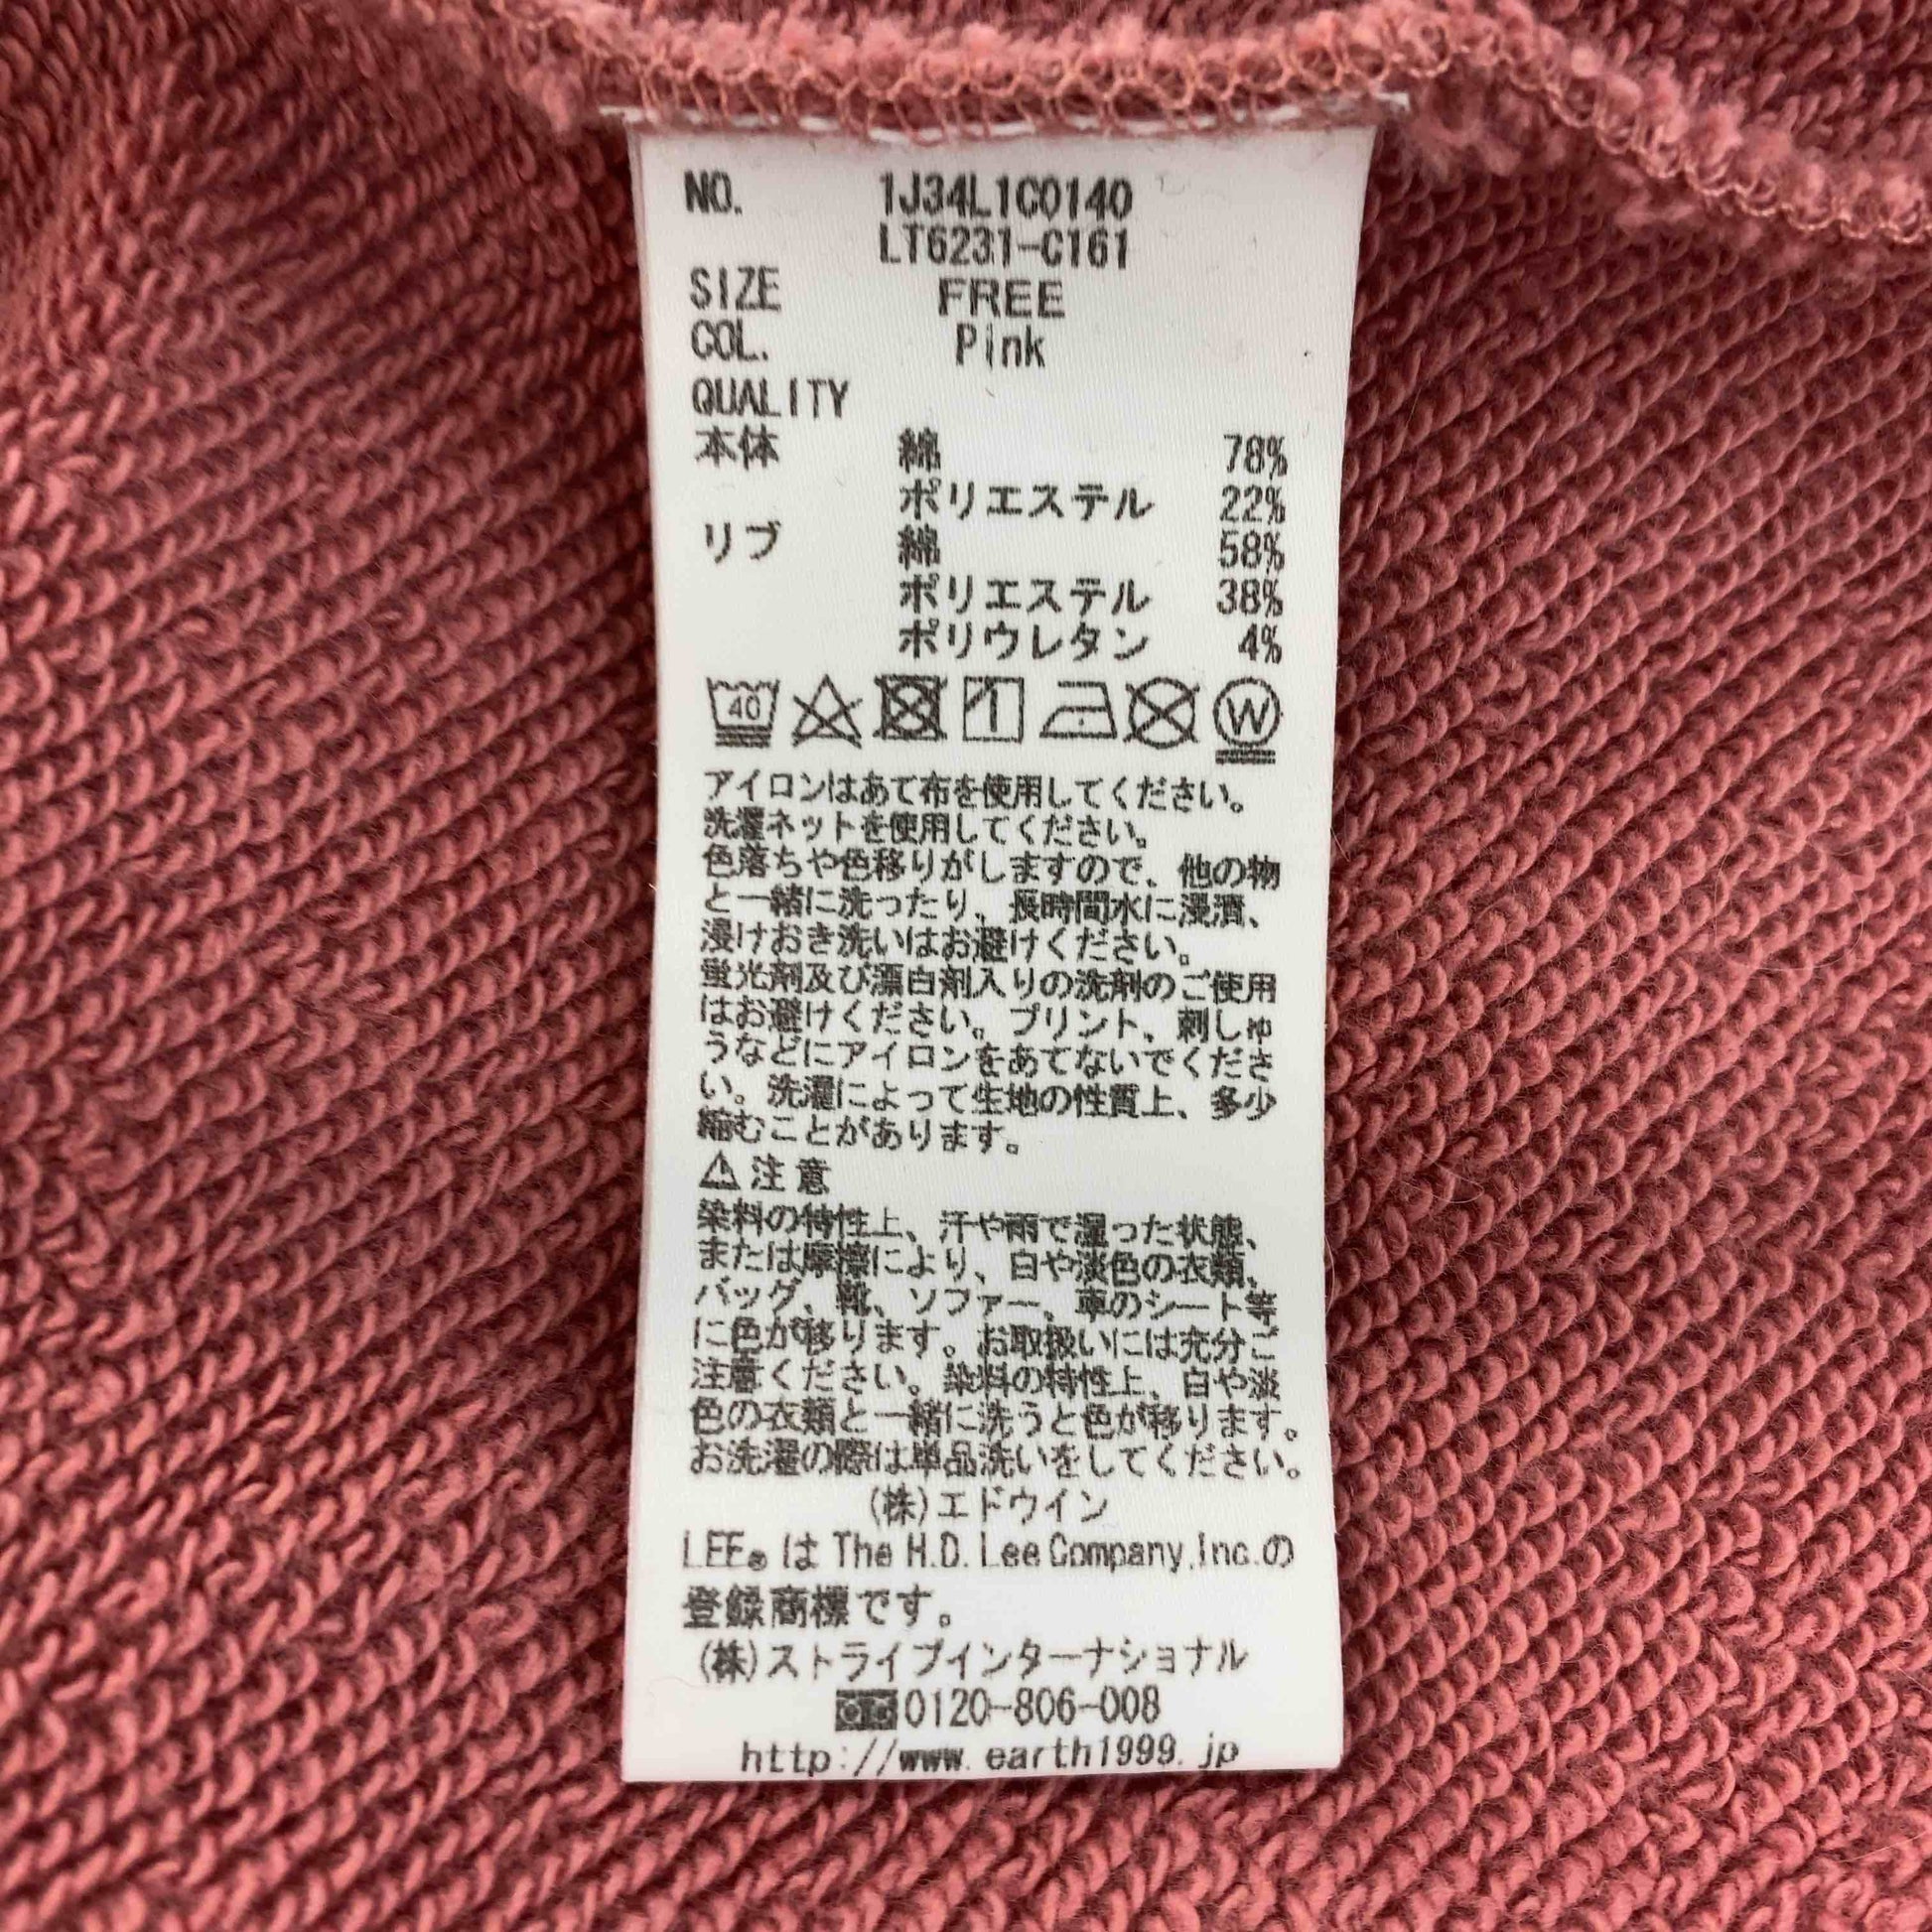 NO. 1J34L1C0140
LT6231-C161
SIZE FREE
COL. Pink
QUALITY
本体 綿 78%
ポリエステル 22%
リブ 綿 58%
ポリエステル 38%
ポリウレタン 4%
40 W
アイロンはあて布を使用してください。
洗濯ネットを使用してください。
色落ちや色移りがしますので、他の物
と一緒に洗ったり、長時間水に浸漬、
浸けおき洗いはお避けください。
蛍光剤及び漂白剤入りの洗剤のご使用
はお避けください。プリント、刺しゅ
うなどにアイロンをあてないでくださ
い。洗濯によって生地の性質上、多少
縮むことがあります。
⚠注意
染料の特性上、汗や雨で湿った状態、
または摩擦により、白や淡色の衣類、
バッグ、靴、ソファー、車のシート等
に色が移ります。お取扱いには充分ご
注意ください。染料の特性上、白や淡
色の衣類と一緒に洗うと色が移ります。
お洗濯の際は単品洗いをしてください。
(株)エドウイン
LEE® は The H.D. Lee Company,Inc.の
登録商標です。
(株)ストライプインターナショナル
0120-806-008
http://www.earth1999.jp